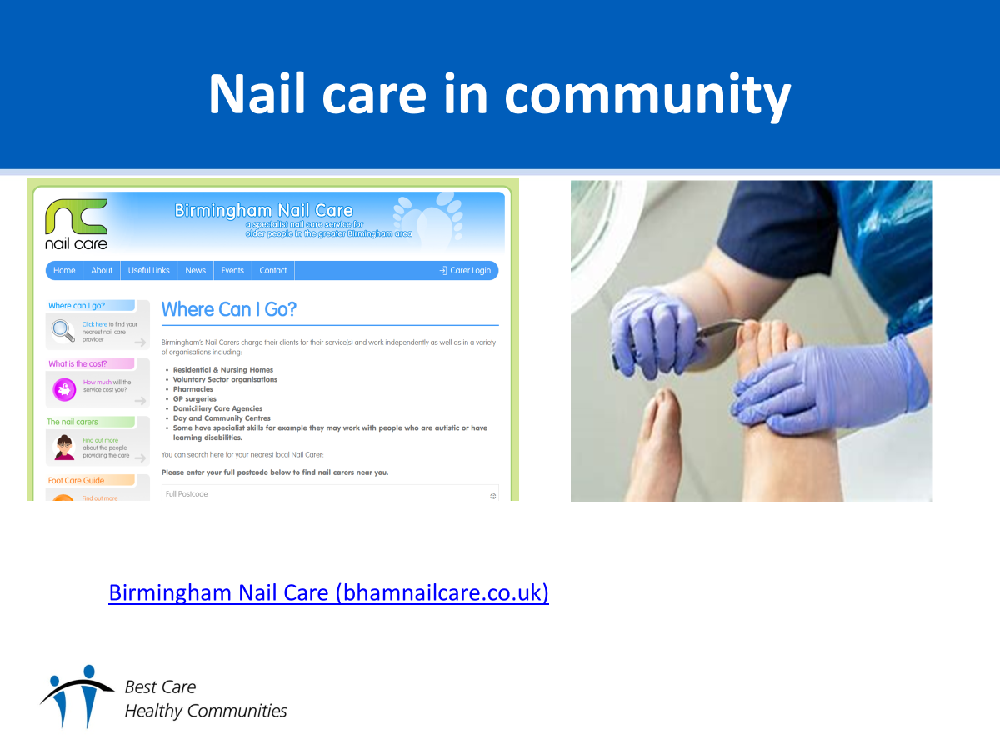 Nail care in community
nail care
Birmingham Nail Care
a specialist nail care service for
older people in the greater Birmingham area
Home
About
Useful Links
News
Events
Contact
Carer Login
Where can I go?
Click here to find your
nearest nail care
provider
What is the cost?
How much will the
service cost you?
The nail carers
Find out more
about the people
providing the care
Foot Care Guide
Find out more
Where Can I Go?
Birmingham's Nail Carers charge their clients for their service(s) and work independently as well as in a variety
of organisations including:
• Residential & Nursing Homes
• Voluntary Sector organisations
• Pharmacies
• GP surgeries
• Domiciliary Care Agencies
• Day and Community Centres
• Some have specialist skills for example they may work with people who are autistic or have
learning disabilities.
You can search here for your nearest local Nail Carer:
Please enter your full postcode below to find nail carers near you.
Full Postcode
Birmingham Nail Care (bhamnailcare.co.uk)
Best Care
Healthy Communities